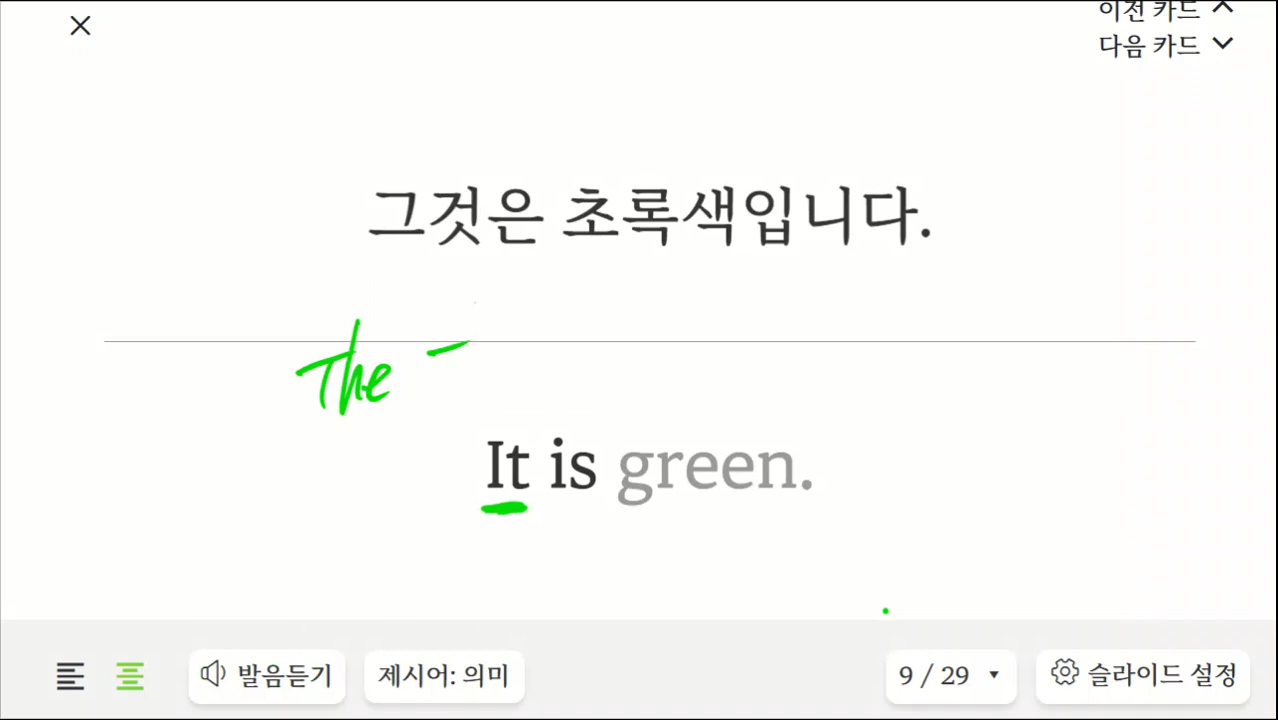 이전 카드
다음 카드
그것은 초록색입니다.
The
It is green.
발음듣기
제시어: 의미
9 / 29
슬라이드 설정